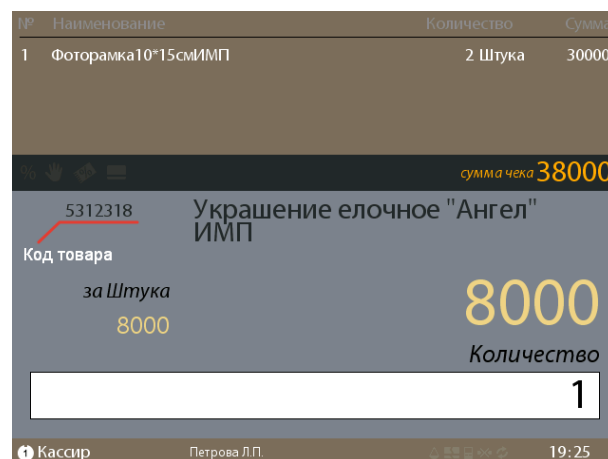 № Наименование Количество Сумма
1 Фоторамка10*15смИМП 2 Штука 30000
% сумма чека 38000
5312318 Украшение елочное "Ангел"
ИМП
Код товара
за Штука 8000
8000
Количество
1
1 Кассир Петрова Л.П. 19:25